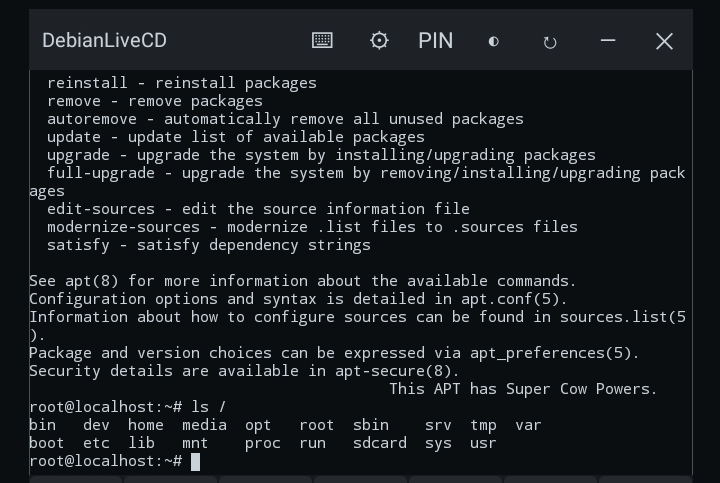 DebianLiveCD PIN
reinstall - reinstall packages
remove - remove packages
autoremove - automatically remove all unused packages
update - update list of available packages
upgrade - upgrade the system by installing/upgrading packages
full-upgrade - upgrade the system by removing/installing/upgrading pack
ages
edit-sources - edit the source information file
modernize-sources - modernize .list files to .sources files
satisfy - satisfy dependency strings
See apt(8) for more information about the available commands.
Configuration options and syntax is detailed in apt.conf(5).
Information about how to configure sources can be found in sources.list(5
).
Package and version choices can be expressed via apt_preferences(5).
Security details are available in apt-secure(8).
This APT has Super Cow Powers.
root@localhost:~# ls /
bin   dev  home  media  opt   root  sbin    srv  tmp  var
boot  etc  lib   mnt    proc  run   sdcard  sys  usr
root@localhost:~#